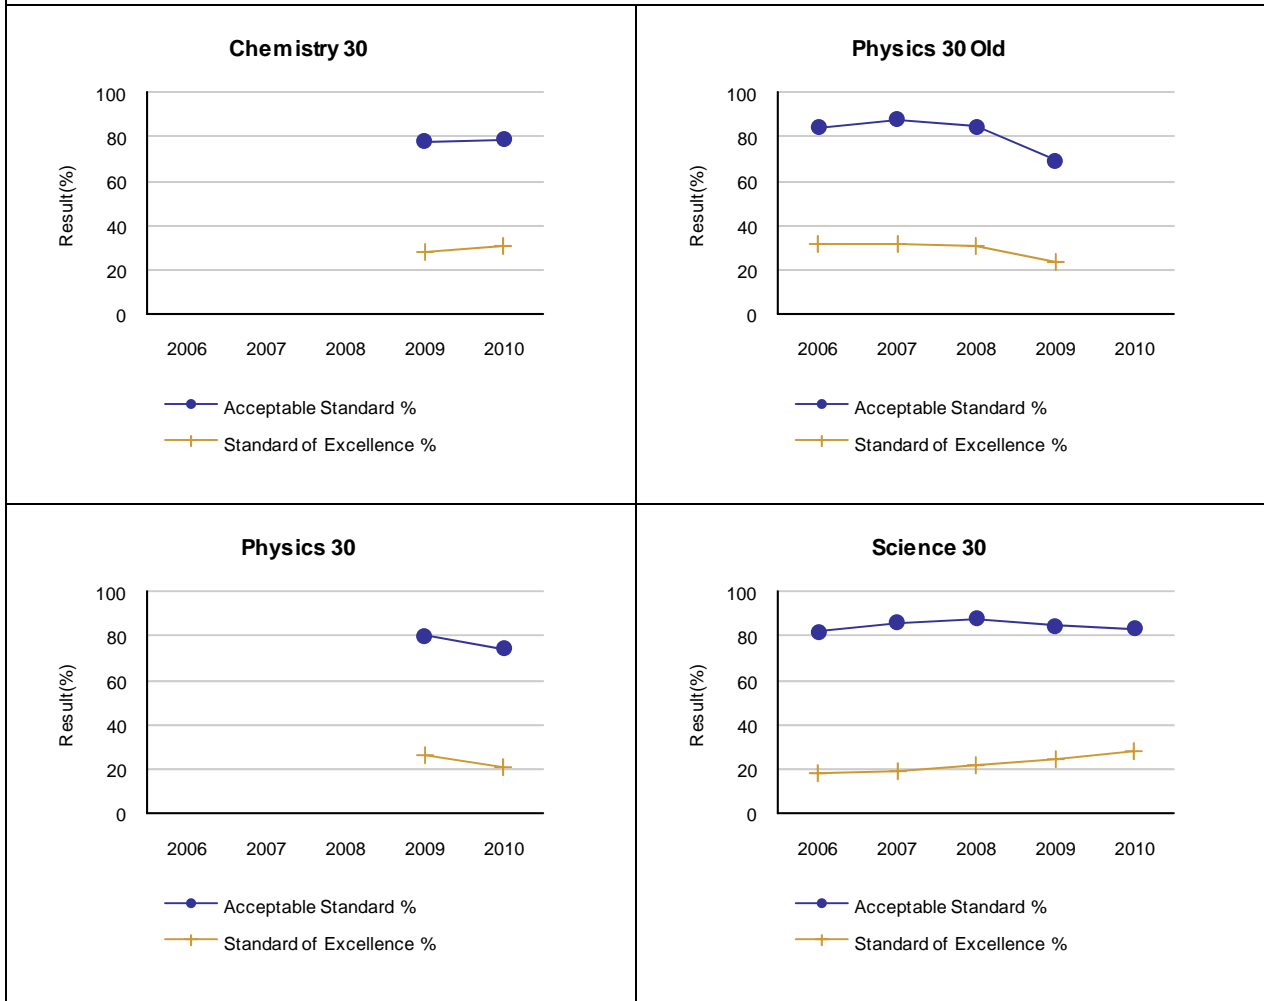 Chemistry 30
100
80
60
40
20
0
Result(%)
2006 2007 2008 2009 2010
Acceptable Standard %
Standard of Excellence %
Physics 30 Old
100
80
60
40
20
0
Result(%)
2006 2007 2008 2009 2010
Acceptable Standard %
Standard of Excellence %
Physics 30
100
80
60
40
20
0
Result(%)
2006 2007 2008 2009 2010
Acceptable Standard %
Standard of Excellence %
Science 30
100
80
60
40
20
0
Result(%)
2006 2007 2008 2009 2010
Acceptable Standard %
Standard of Excellence %